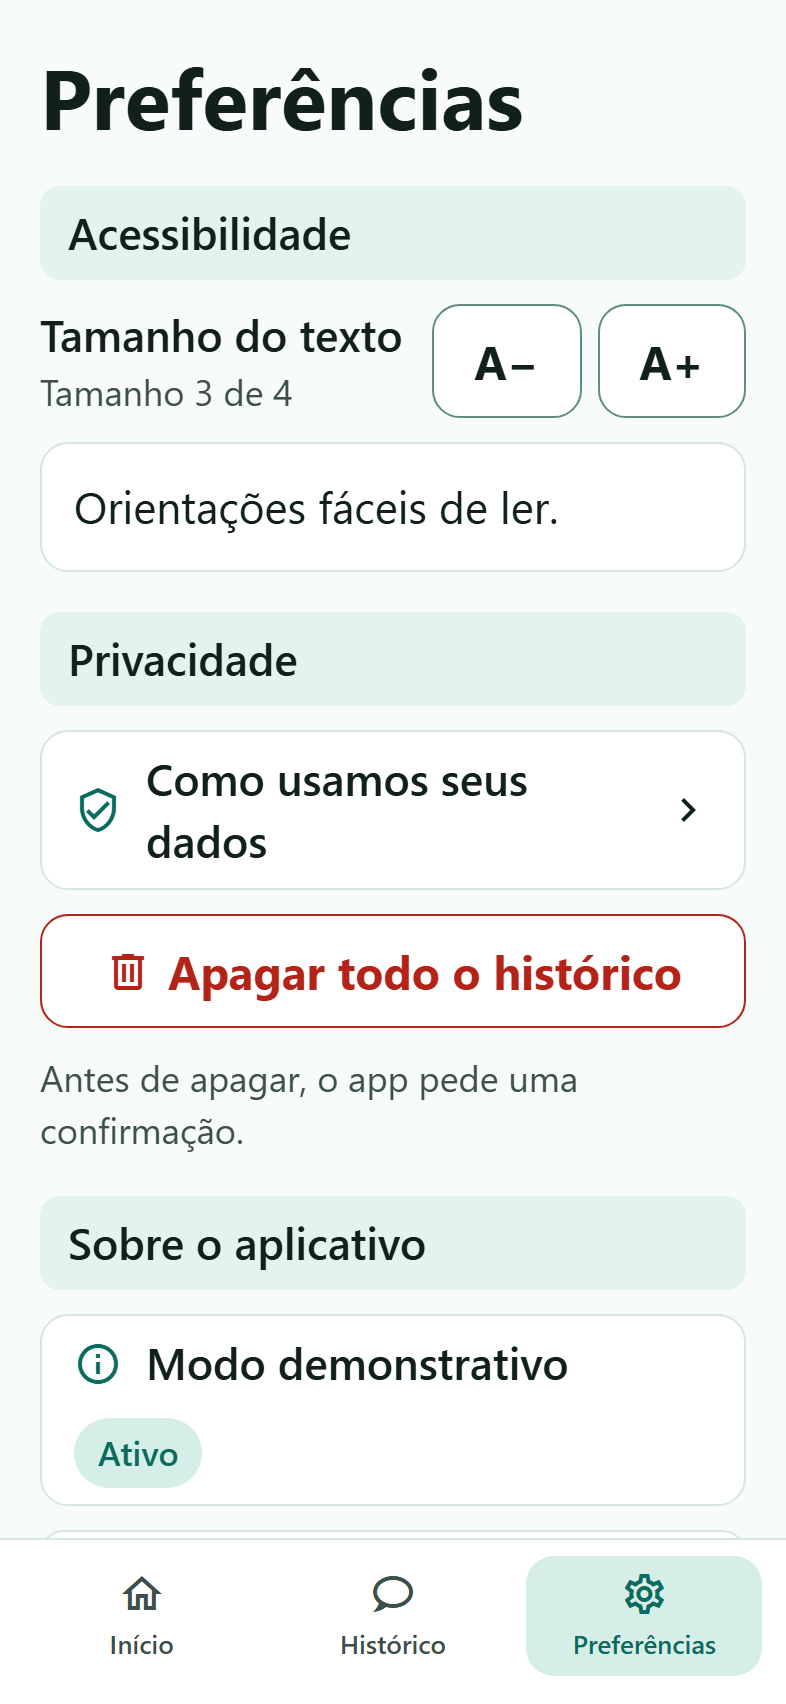 Preferências
Acessibilidade
Tamanho do texto
Tamanho 3 de 4
A−
A+
Orientações fáceis de ler.
Privacidade
Como usamos seus
dados
Apagar todo o histórico
Antes de apagar, o app pede uma
confirmação.
Sobre o aplicativo
Modo demonstrativo
Ativo
Início
Histórico
Preferências